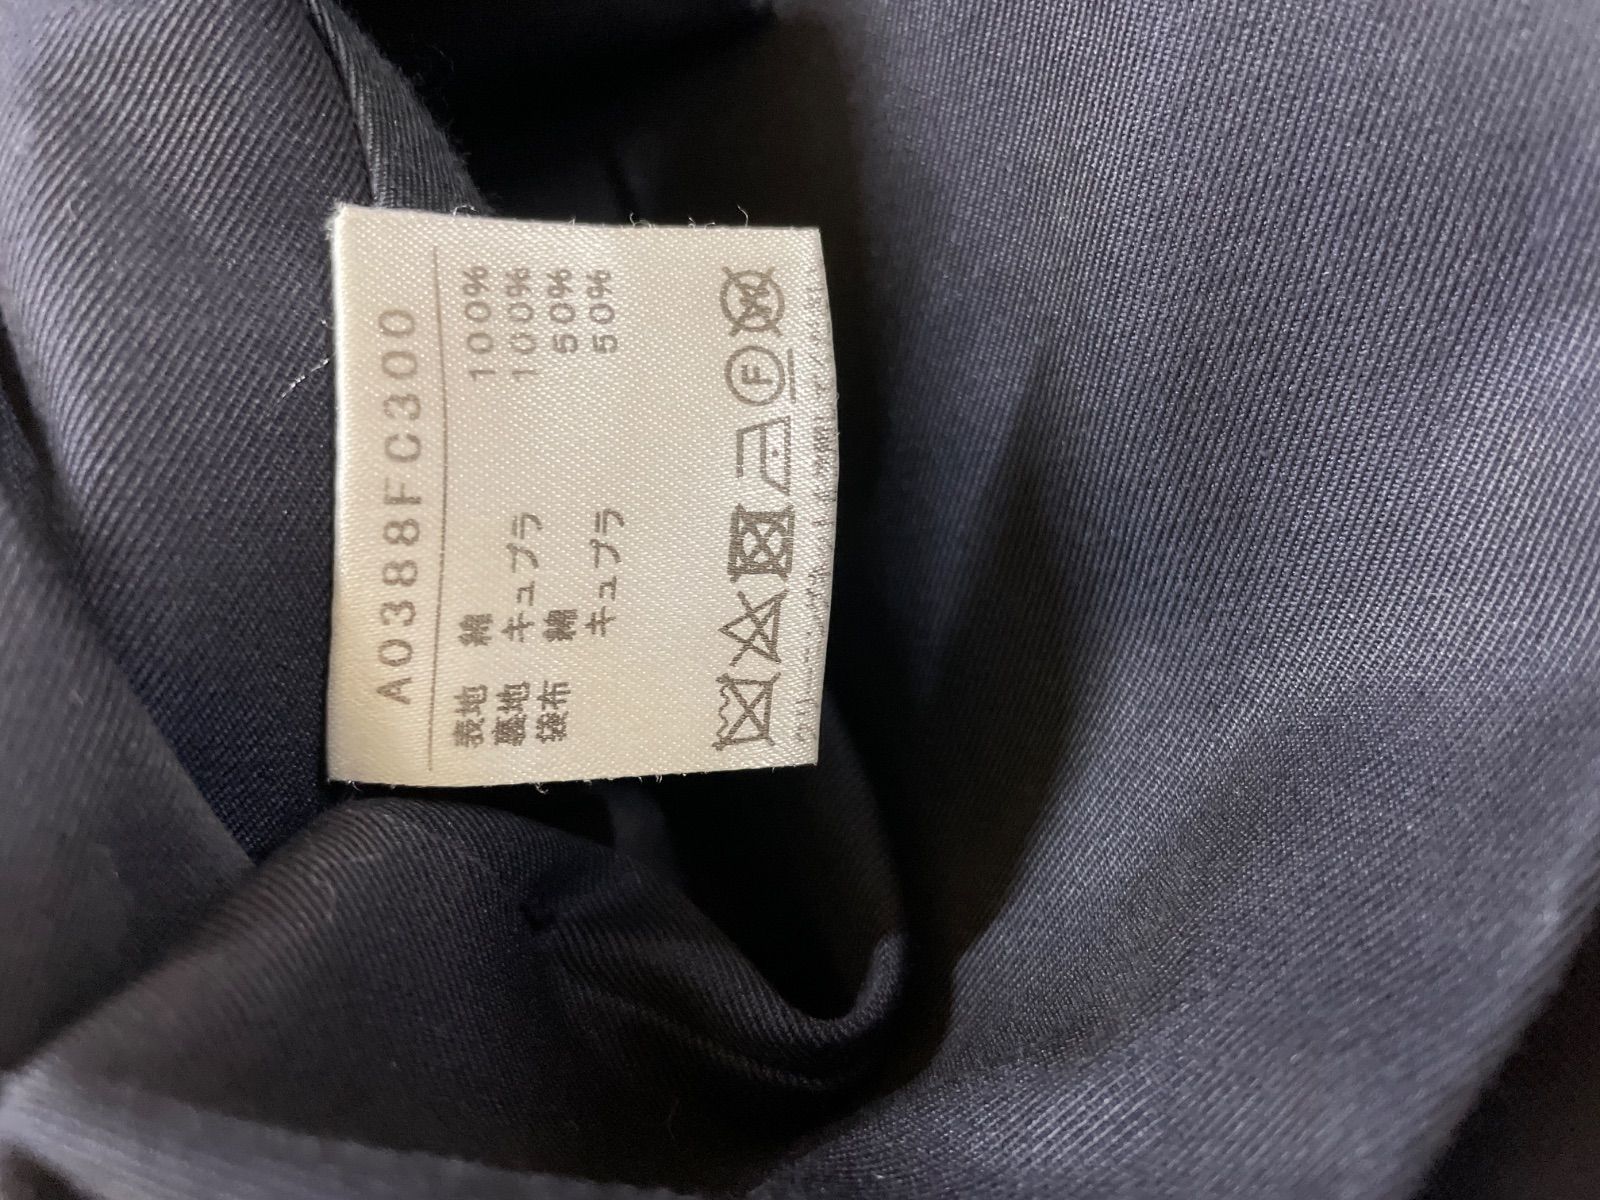 A0388FC300
表地 綿 100%
裏地 キュプラ 100%
袋布 綿 50%
キュプラ 50%
F